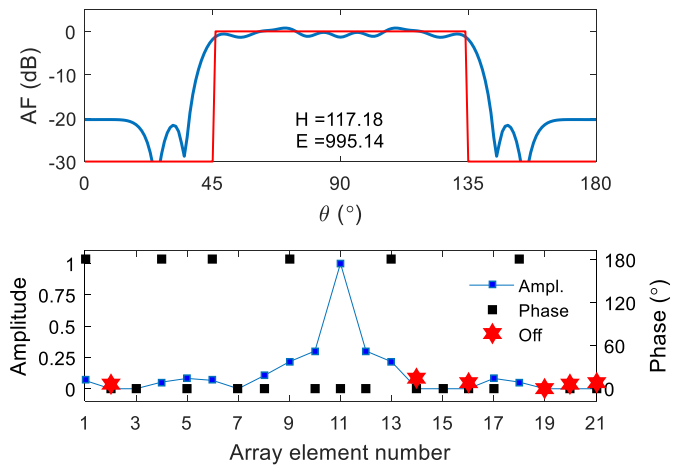 AF (dB)
0
-10
-20
-30
H =117.18
E =995.14
0 45 90 135 180
θ (°)
Amplitude
1
0.75
0.5
0.25
0
Ampl.
Phase
Off
180
120
60
0
Phase (°)
1 3 5 7 9 11 13 15 17 19 21
Array element number